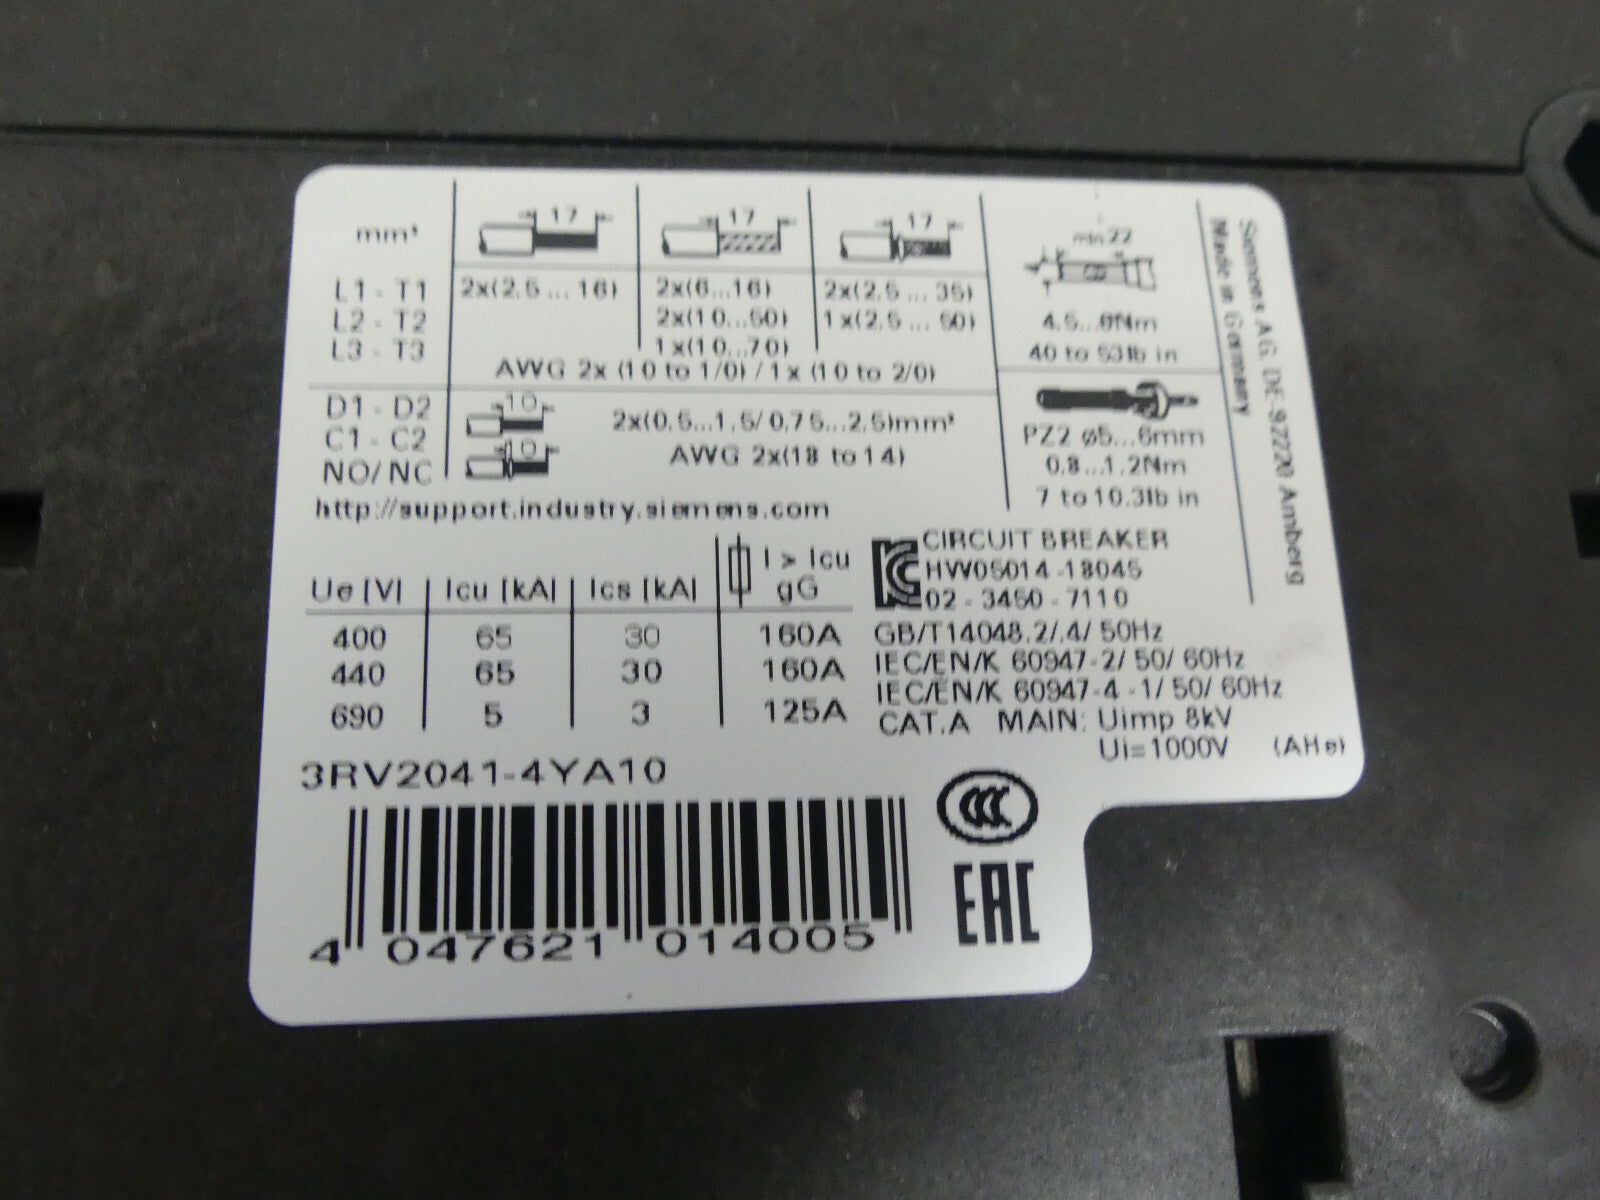 mm²
17
17
17
min.22
L1 - T1
L2 - T2
L3 - T3
2x(2,5 ... 16)
2x(6...16)
2x(10...50)
1x(10...70)
2x(2,5 ... 35)
1x(2,5 ... 50)
AWG 2x (10 to 1/0) / 1x (10 to 2/0)
4,5...6Nm
40 to 53lb in
D1 - D2
C1 - C2
NO/NC
10
10
2x(0,5...1,5/ 0,75...2,5)mm²
AWG 2x(18 to 14)
PZ2 ø5...6mm
0,8...1,2Nm
7 to 10.3lb in
Siemens AG, DE-92220 Amberg
Made in Germany
http://support.industry.siemens.com
Ue [V] Icu [kA] Ics [kA] I > Icu gG
400 65 30 160A
440 65 30 160A
690 5 3 125A
CIRCUIT BREAKER
HW05014-18045
02 - 3450 - 7110
GB/T14048.2/.4/ 50Hz
IEC/EN/K 60947-2/ 50/ 60Hz
IEC/EN/K 60947-4 -1/ 50/ 60Hz
CAT.A MAIN: Uimp 8kV
Ui=1000V (AHe)
3RV2041-4YA10
CCC
EAC
4 047621 014005